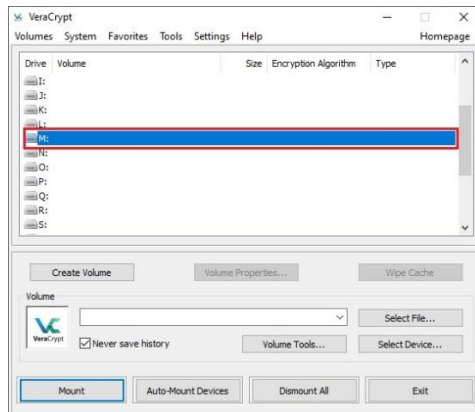 VeraCrypt
Volumes System Favorites Tools Settings Help Homepage
Drive Volume Size Encryption Algorithm Type
I:
J:
K:
L:
M:
N:
O:
P:
Q:
R:
S:
Create Volume Volume Properties... Wipe Cache
Volume
VeraCrypt
Select File...
Never save history Volume Tools... Select Device...
Mount Auto-Mount Devices Dismount All Exit